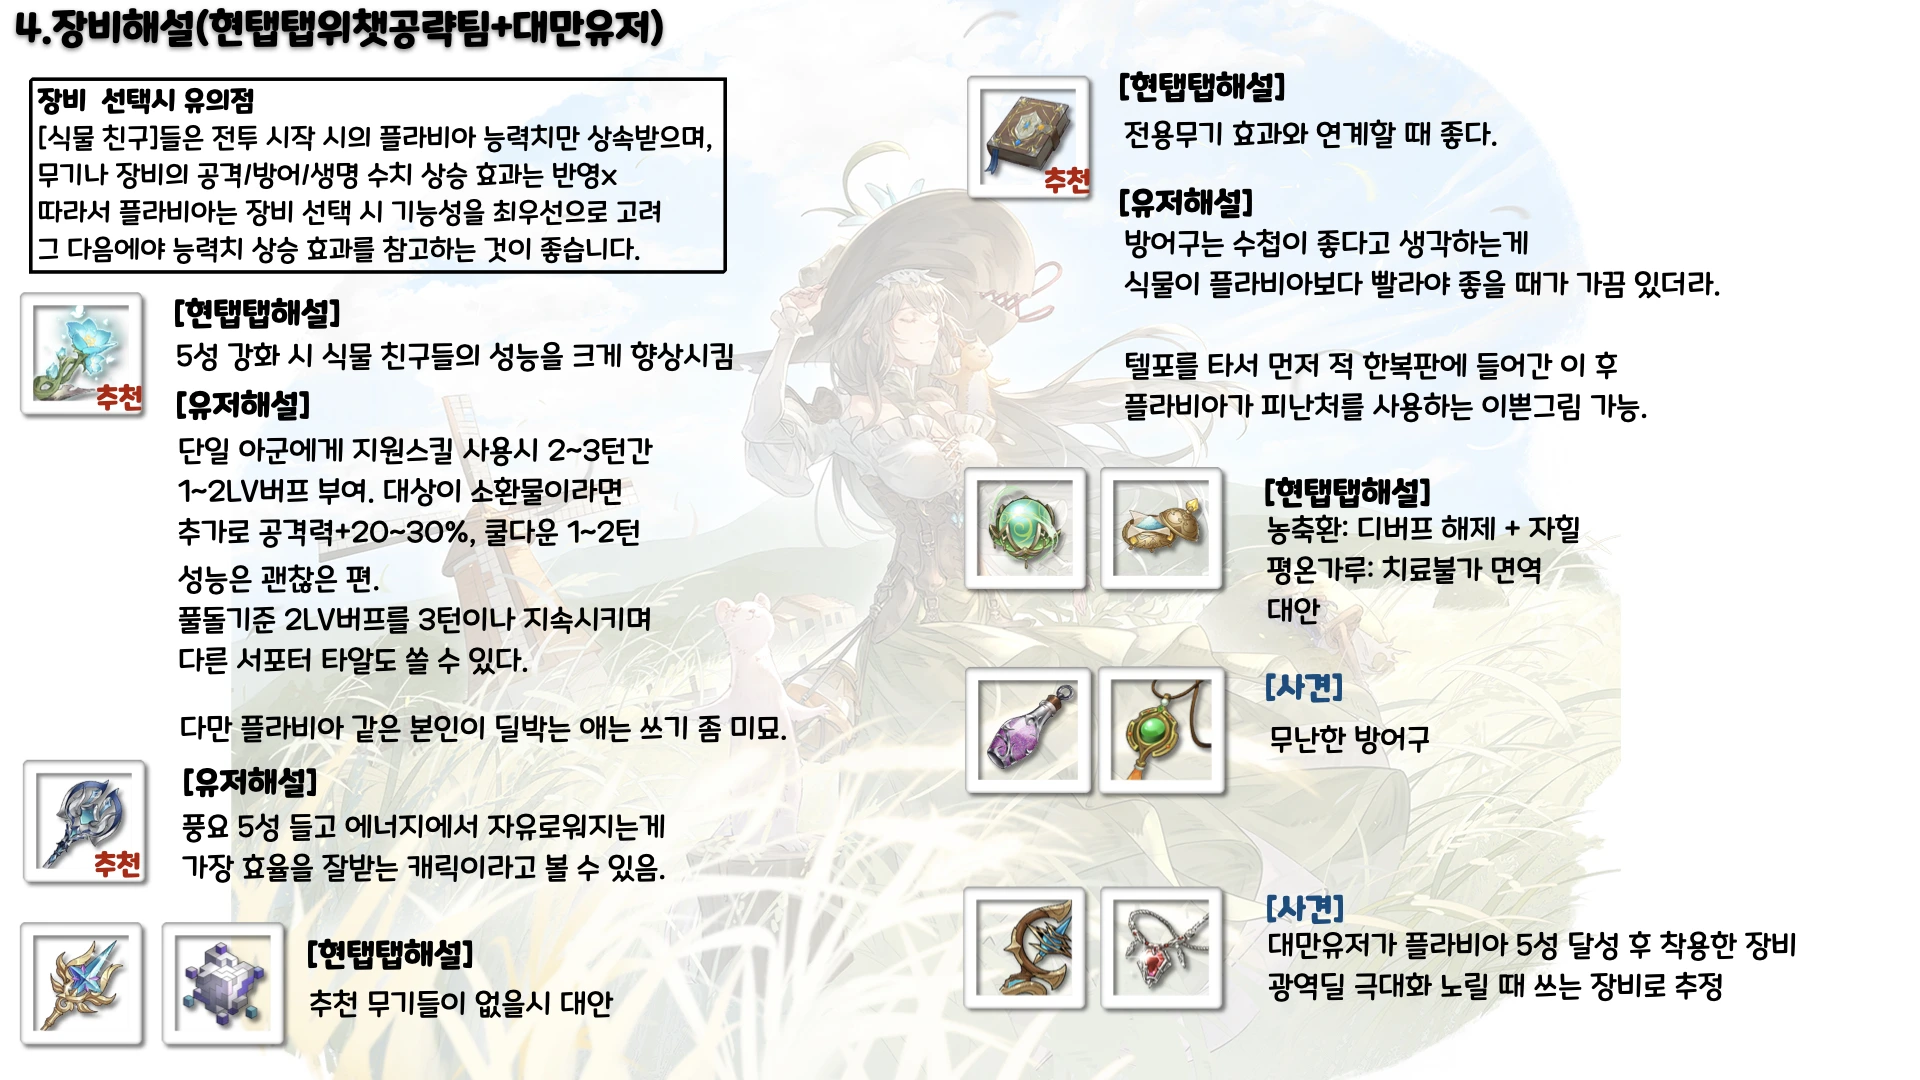 4.장비해설(현탭탭위챗공략팀+대만유저)
장비 선택시 유의점
[식물 친구]들은 전투 시작 시의 플라비아 능력치만 상속받으며,
무기나 장비의 공격/방어/생명 수치 상승 효과는 반영x
따라서 플라비아는 장비 선택 시 기능성을 최우선으로 고려
그 다음에야 능력치 상승 효과를 참고하는 것이 좋습니다.
추천
[현탭탭해설]
5성 강화 시 식물 친구들의 성능을 크게 향상시킴
[유저해설]
단일 아군에게 지원스킬 사용시 2~3턴간
1~2LV버프 부여. 대상이 소환물이라면
추가로 공격력+20~30%, 쿨다운 1~2턴
성능은 괜찮은 편.
풀돌기준 2LV버프를 3턴이나 지속시키며
다른 서포터 타알도 쓸 수 있다.
다만 플라비아 같은 본인이 딜박는 애는 쓰기 좀 미묘.
추천
[유저해설]
풍요 5성 들고 에너지에서 자유로워지는게
가장 효율을 잘받는 캐릭이라고 볼 수 있음.
[현탭탭해설]
추천 무기들이 없을시 대안
추천
[현탭탭해설]
전용무기 효과와 연계할 때 좋다.
[유저해설]
방어구는 수첩이 좋다고 생각하는게
식물이 플라비아보다 빨라야 좋을 때가 가끔 있더라.
텔포를 타서 먼저 적 한복판에 들어간 이 후
플라비아가 피난처를 사용하는 이쁜그림 가능.
[현탭탭해설]
농축환: 디버프 해제 + 자힐
평온가루: 치료불가 면역
대안
[사견]
무난한 방어구
[사견]
대만유저가 플라비아 5성 달성 후 착용한 장비
광역딜 극대화 노릴 때 쓰는 장비로 추정